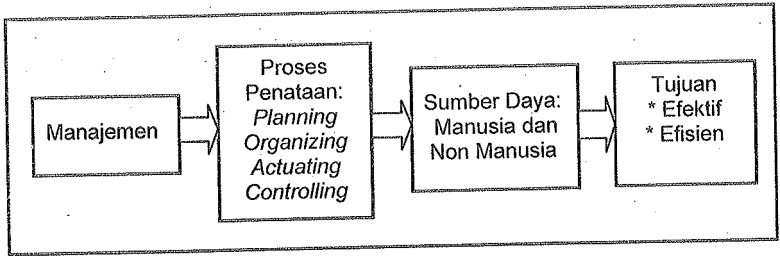 Manajemen
Proses
Penataan:
Planning
Organizing
Actuating
Controlling
Sumber Daya:
Manusia dan
Non Manusia
Tujuan
* Efektif
* Efisien